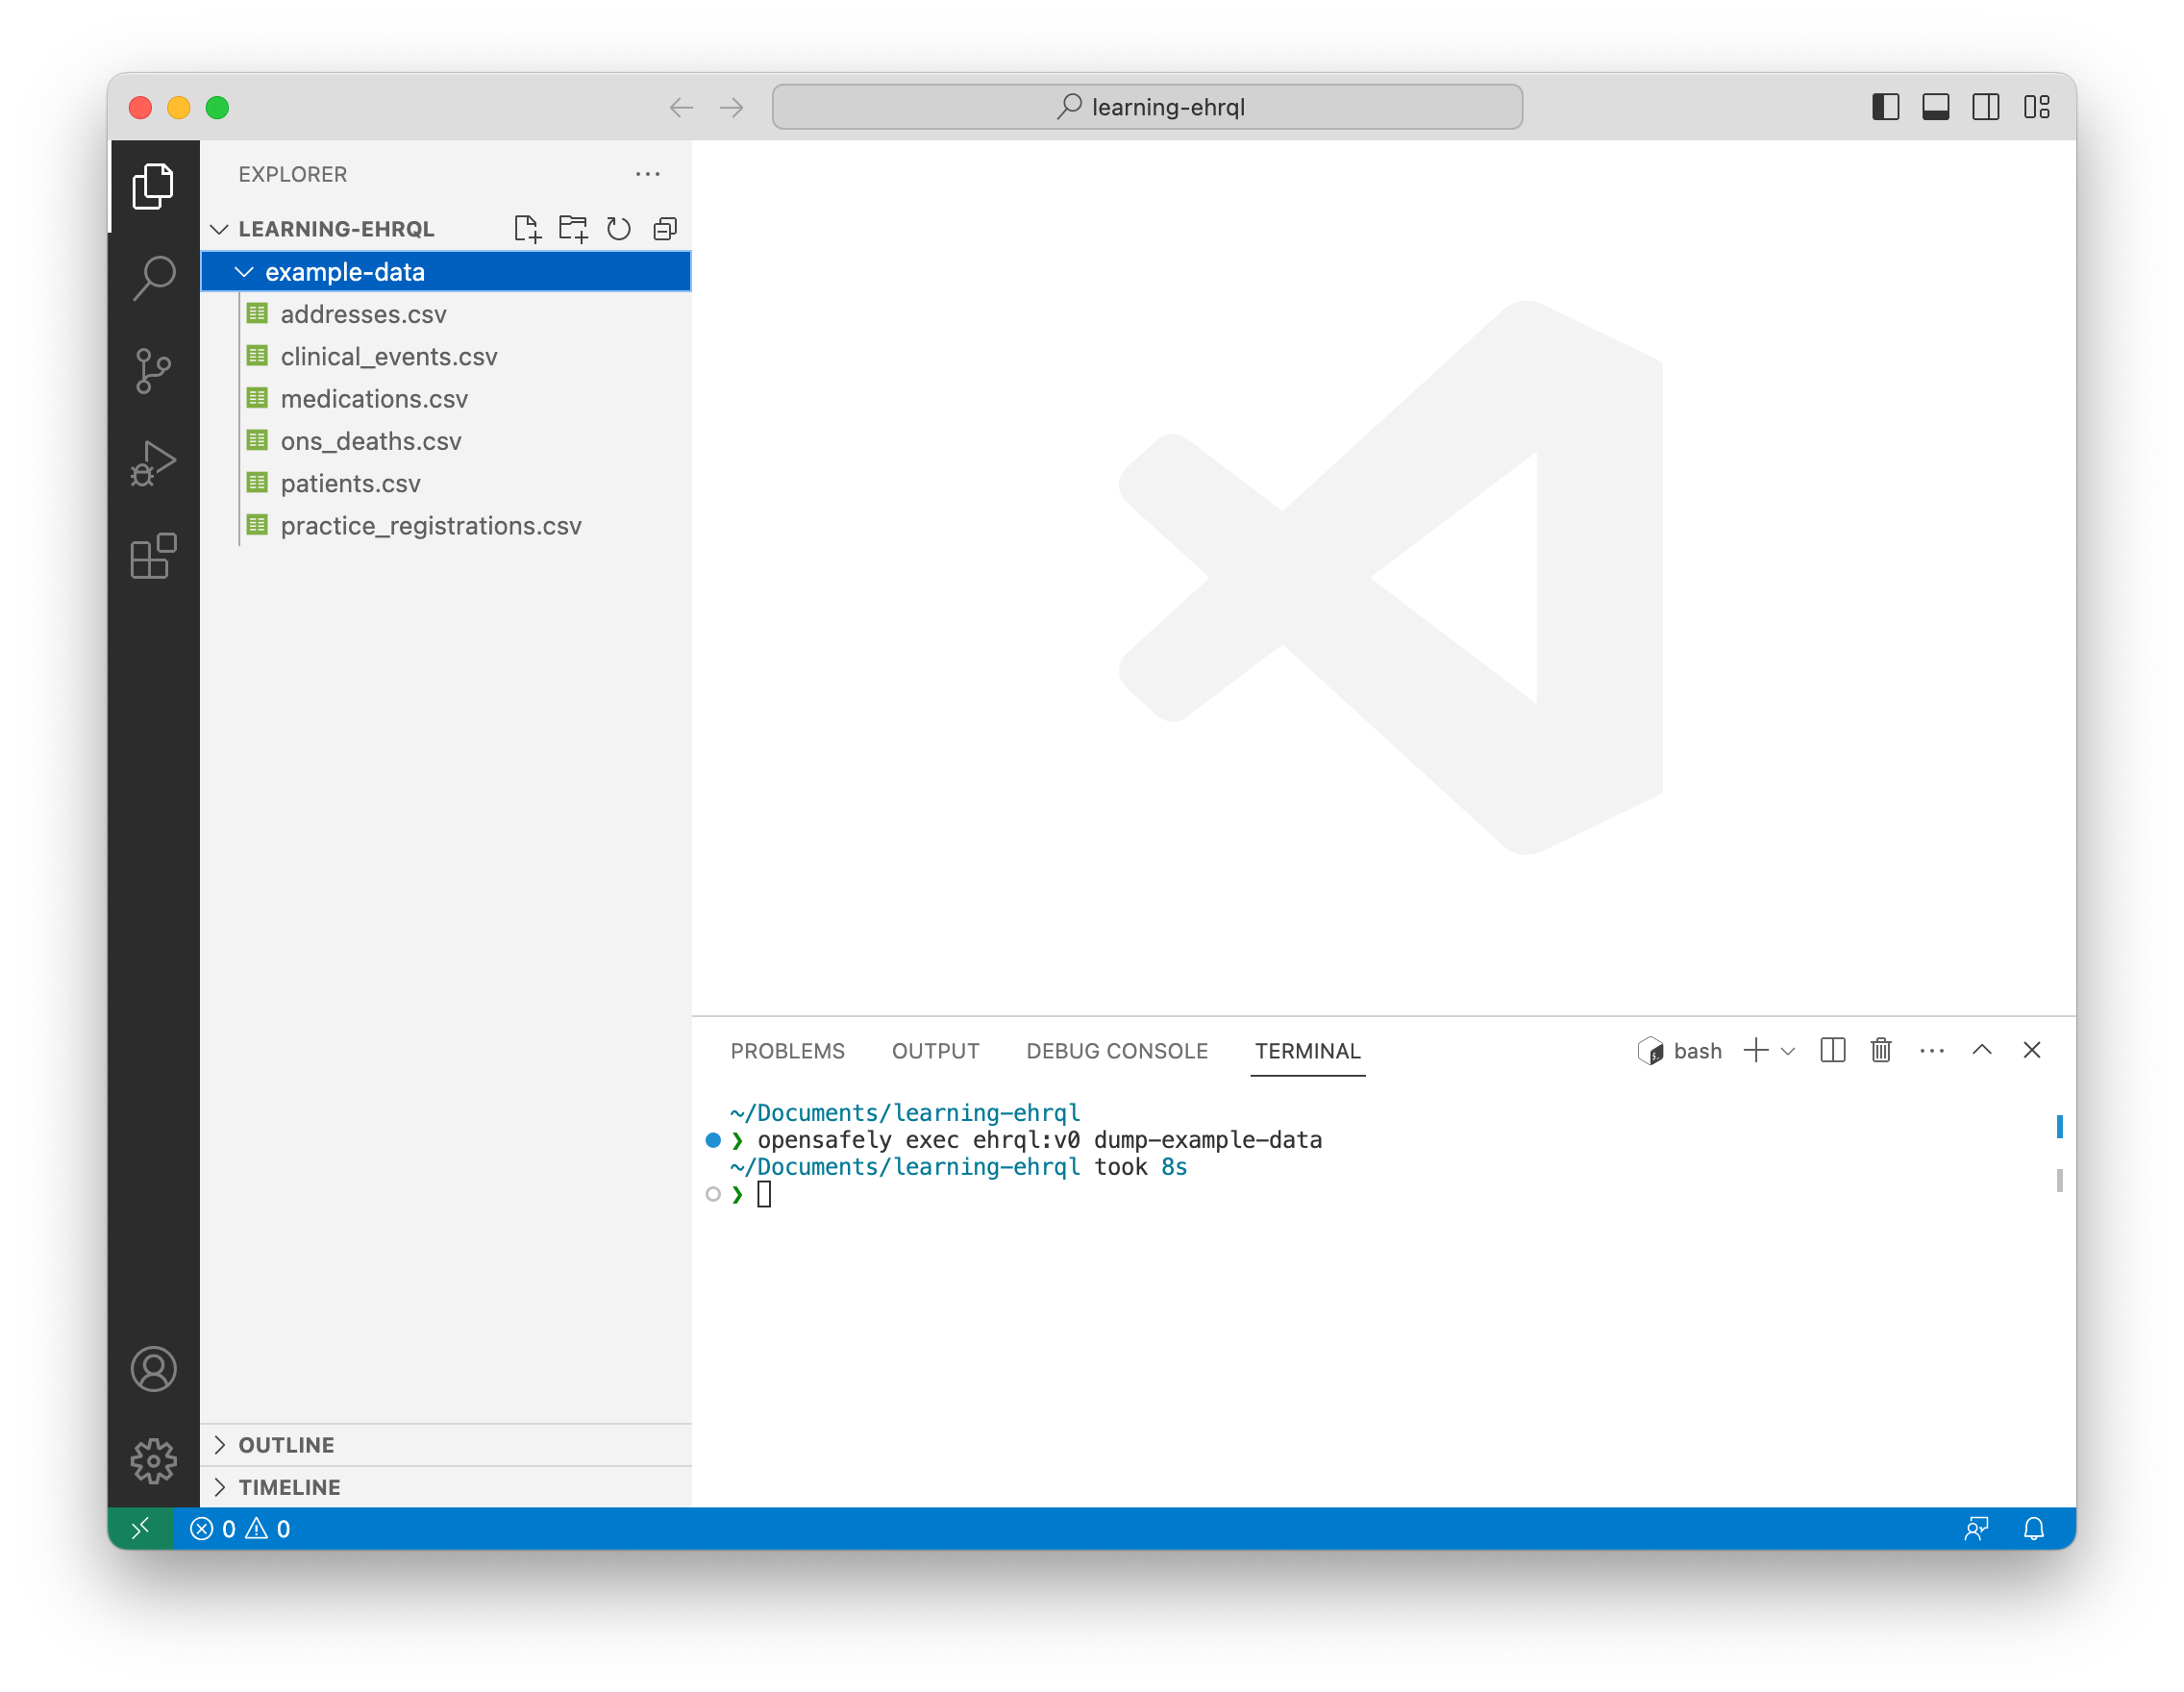 learning-ehrql
EXPLORER
LEARNING-EHRQL
example-data
addresses.csv
clinical_events.csv
medications.csv
ons_deaths.csv
patients.csv
practice_registrations.csv
OUTLINE
TIMELINE
PROBLEMS OUTPUT DEBUG CONSOLE TERMINAL bash
~/Documents/learning-ehrql
❯ opensafely exec ehrql:v0 dump-example-data
~/Documents/learning-ehrql took 8s
❯
0 0